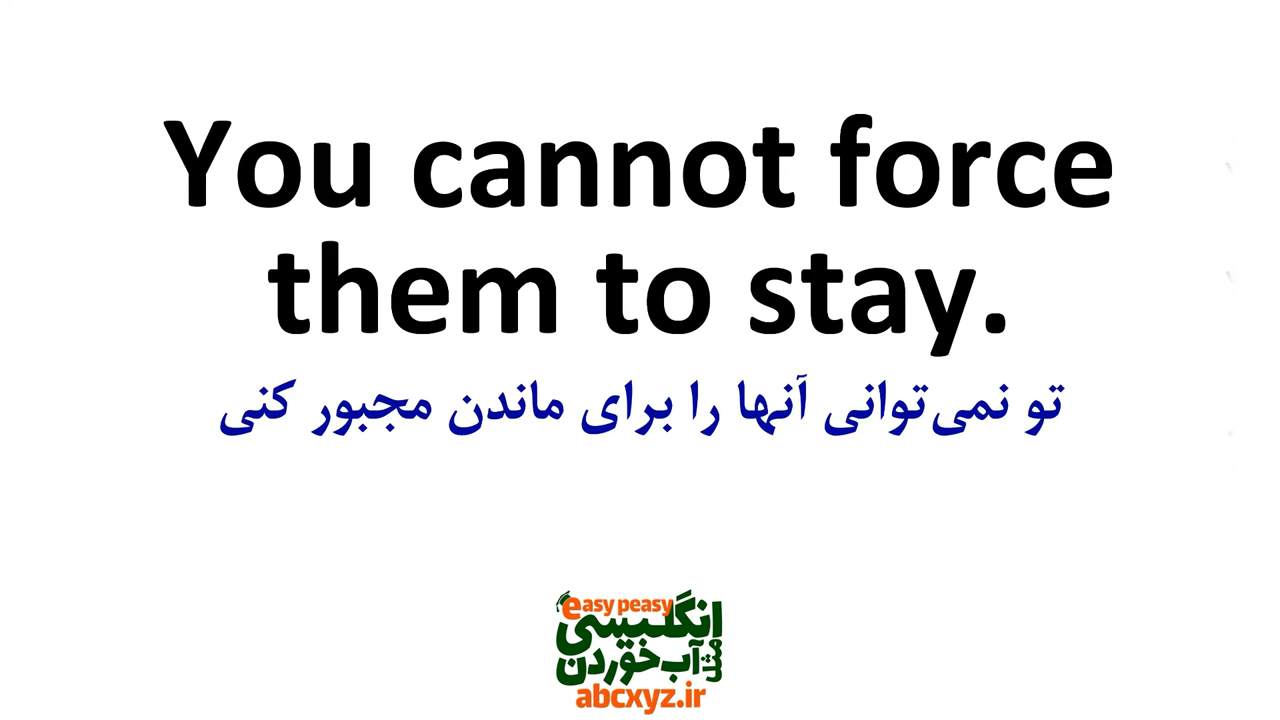 You cannot force
them to stay.
تو نمی‌توانی آنها را برای ماندن مجبور کنی
easy peasy
انگلیسی
مثل آب خوردن
abcxyz.ir